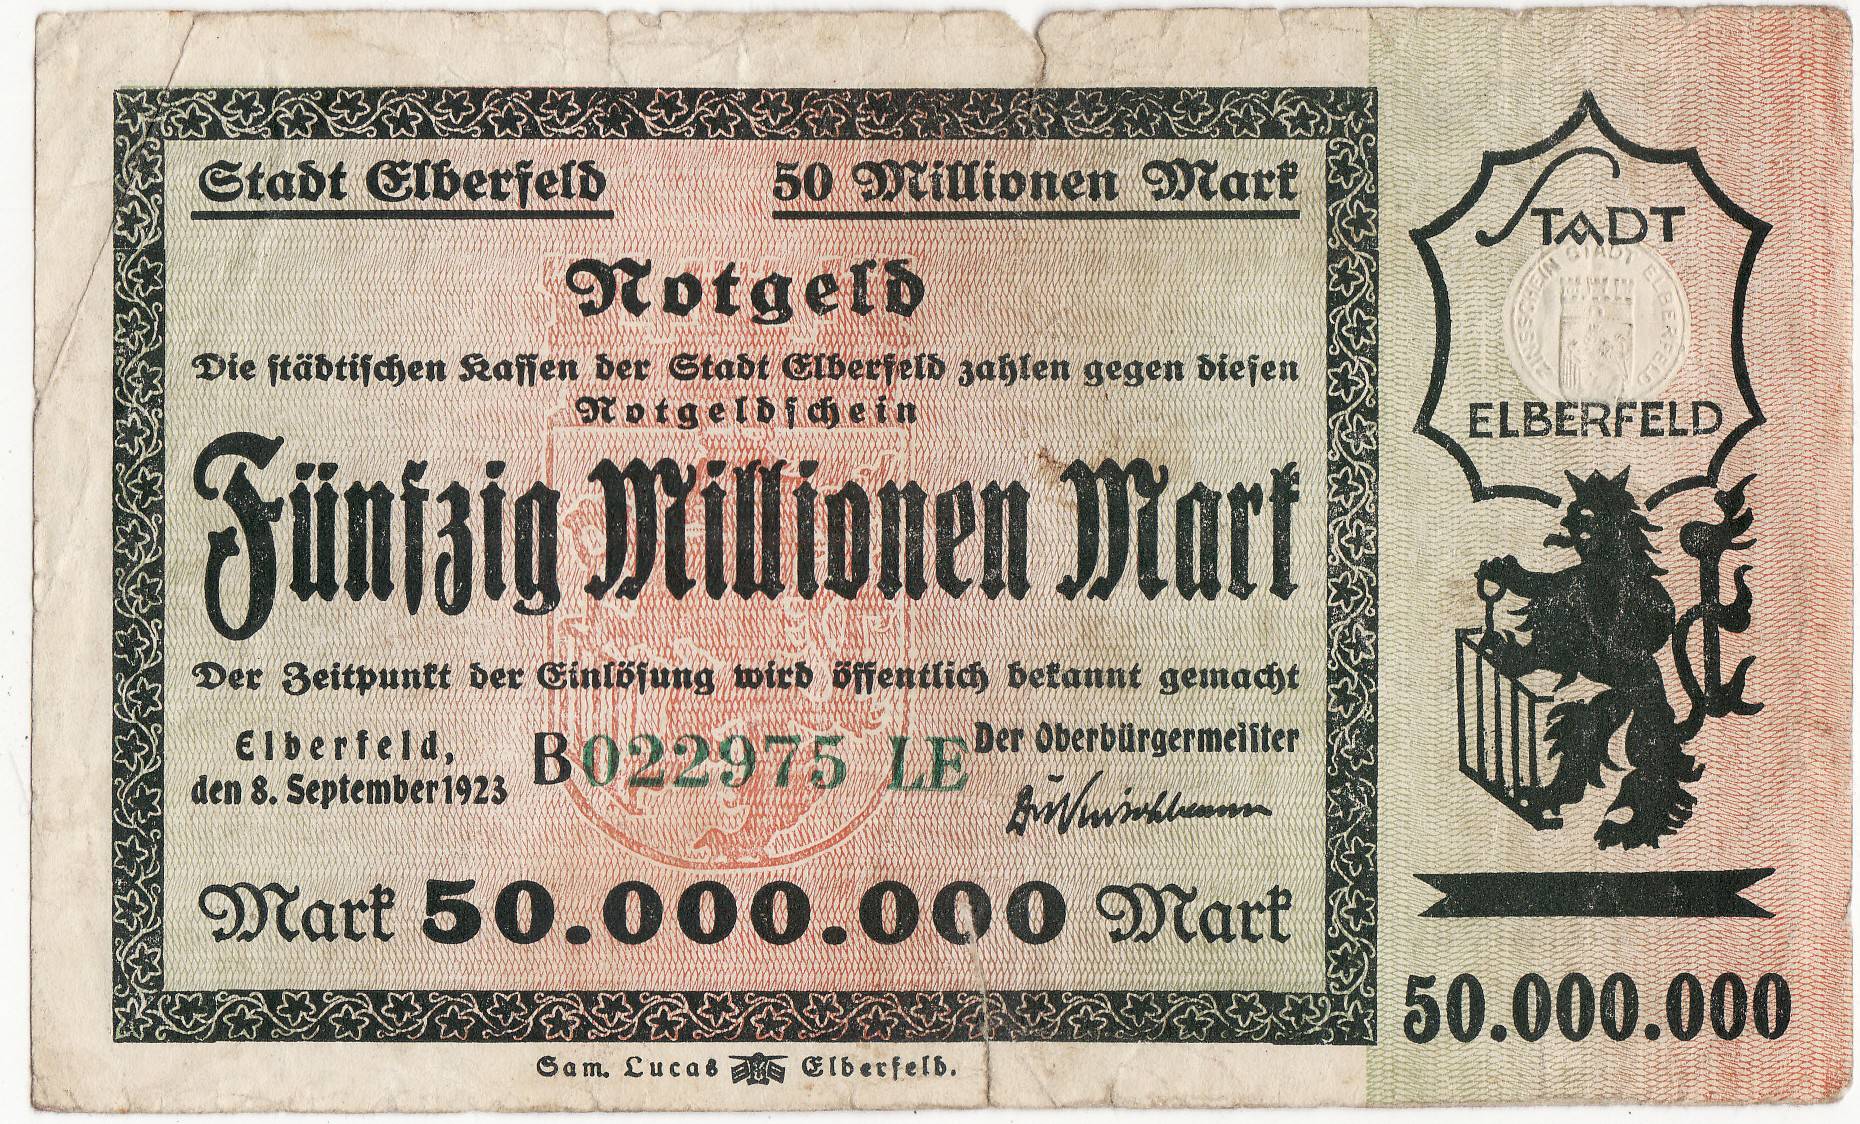 Stadt Elberfeld 50 Millionen Mark
Notgeld
Die städtischen Kassen der Stadt Elberfeld zahlen gegen diesen
Notgeldschein
Fünfzig Millionen Mark
Der Zeitpunkt der Einlösung wird öffentlich bekannt gemacht
Elberfeld,
den 8. September 1923
B022975 LE
Der Oberbürgermeister
Mark 50.000.000 Mark
Sam. Lucas Elberfeld.
STADT
STADT ELBERFELD
ELBERFELD
50.000.000